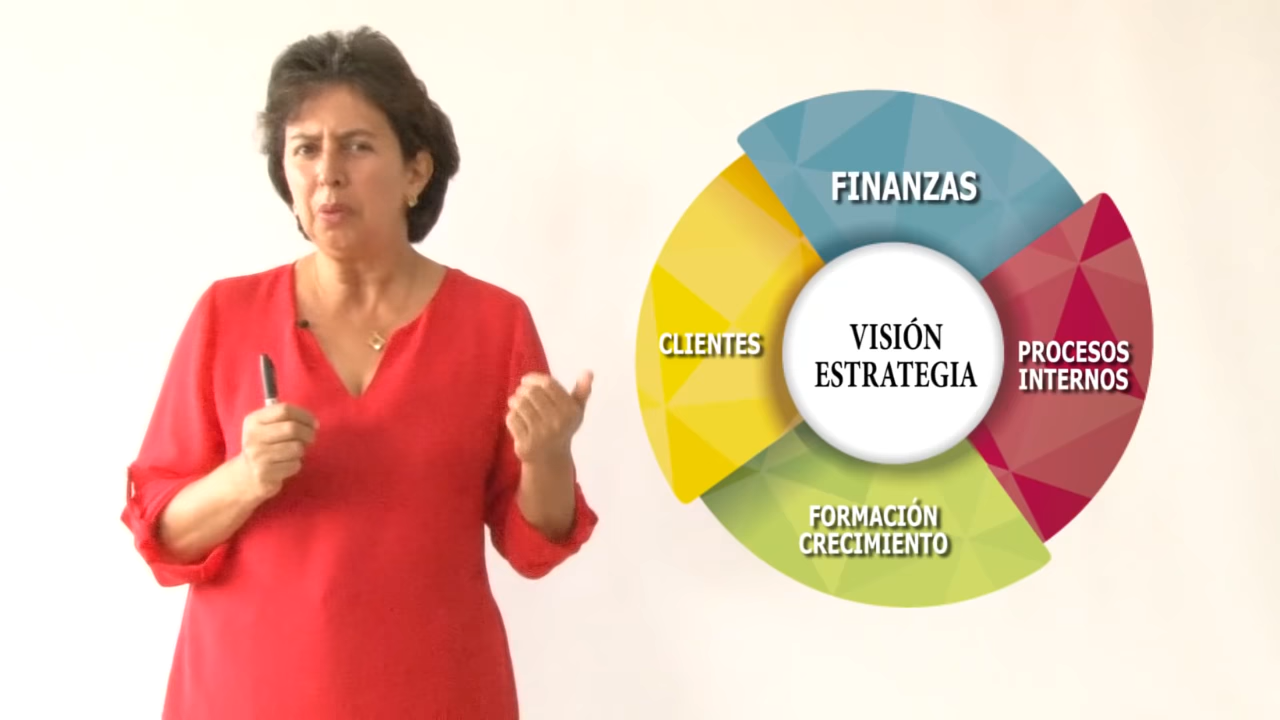 FINANZAS
CLIENTES
VISIÓN
ESTRATEGIA
PROCESOS
INTERNOS
FORMACIÓN
CRECIMIENTO